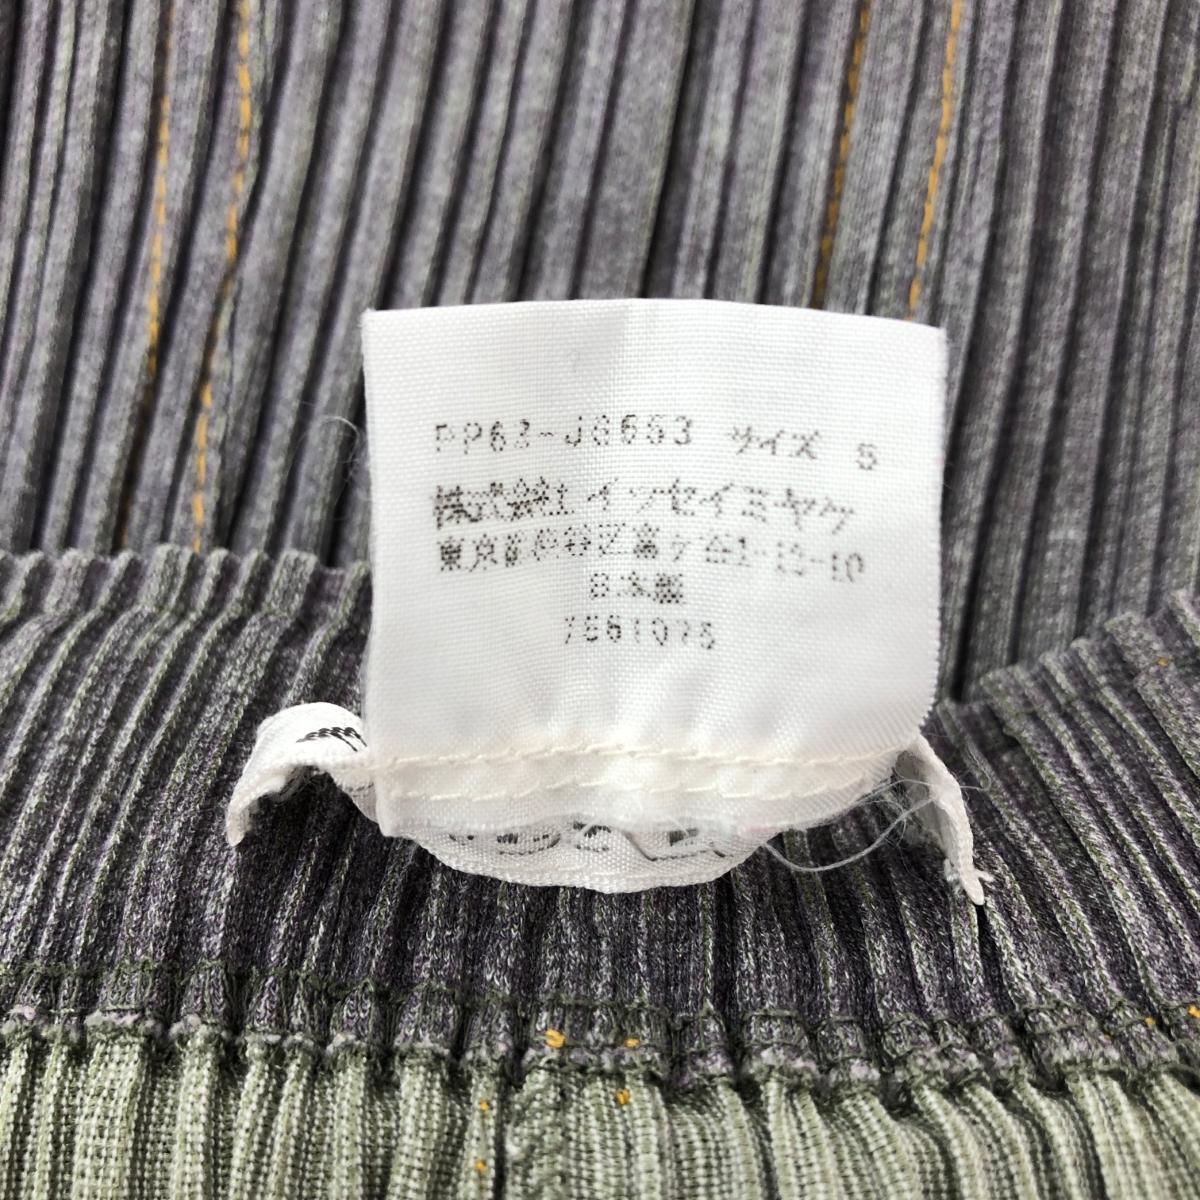 PP63-J8653 サイズ S
株式会社イッセイミヤケ
東京都渋谷区富ヶ谷1-12-10
日本製
7561075